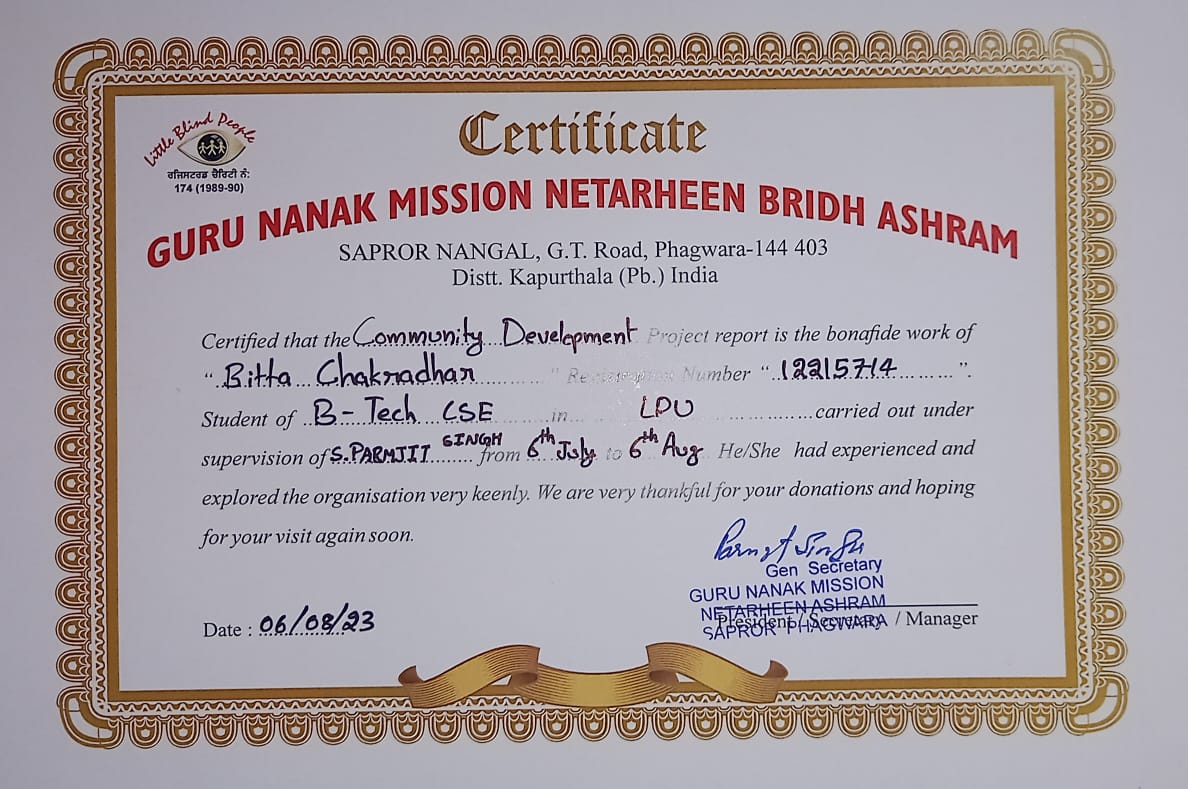 Little Blind People
ਰਜਿਸਟਰਡ ਚੈਰਿਟੀ ਨੰ:
174 (1989-90)
Certificate
GURU NANAK MISSION NETARHEEN BRIDH ASHRAM
SAPROR NANGAL, G.T. Road, Phagwara-144 403
Distt. Kapurthala (Pb.) India
Certified that the Community Development Project report is the bonafide work of
" Bitta Chakradhar " Registration Number " 12215714 ".
Student of B-Tech CSE in LPU carried out under
supervision of S.PARMJIT SINGH from 6th July to 6th Aug He/She had experienced and
explored the organisation very keenly. We are very thankful for your donations and hoping
for your visit again soon.
Parmjit Singh
Gen Secretary
GURU NANAK MISSION
NETARHEEN ASHRAM
SAPROR PHAGWARA
President / Secretary / Manager
Date : 06/08/23